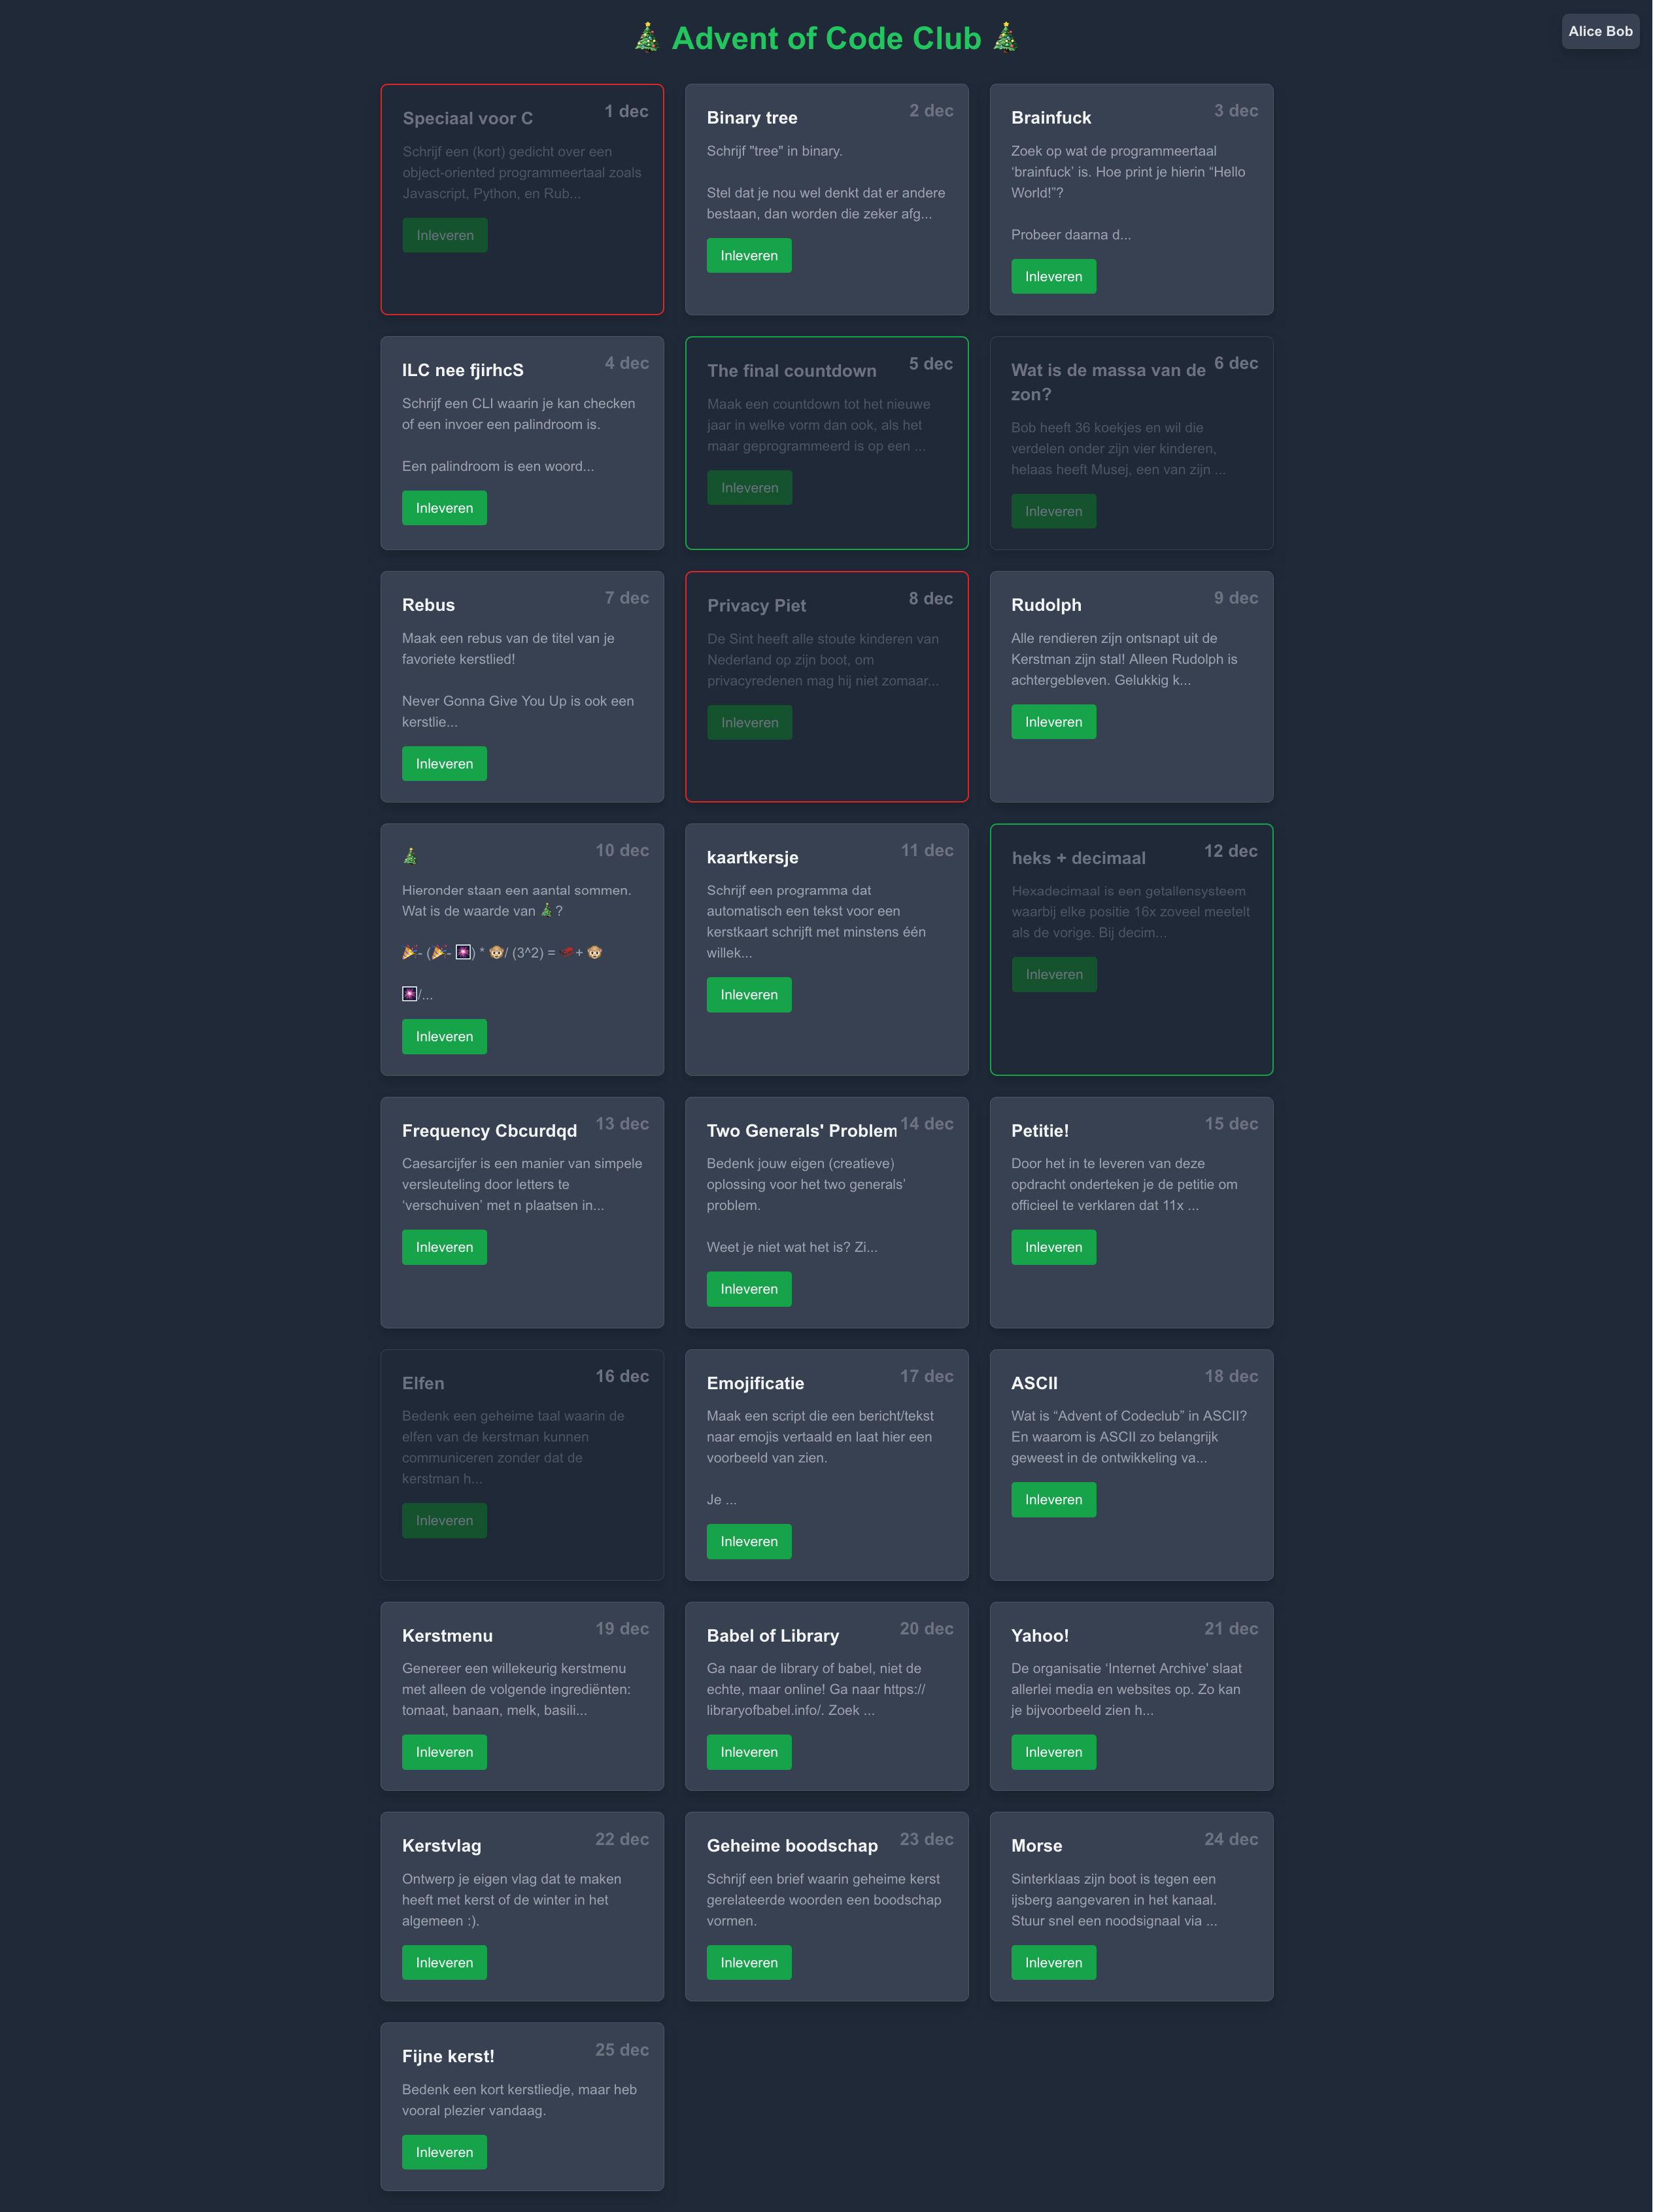 🎄 Advent of Code Club 🎄
Alice Bob
Speciaal voor C
1 dec
Schrijf een (kort) gedicht over een
object-oriented programmeertaal zoals
Javascript, Python, en Rub...
Inleveren
Binary tree
2 dec
Schrijf "tree" in binary.
Stel dat je nou wel denkt dat er andere
bestaan, dan worden die zeker afg...
Inleveren
Brainfuck
3 dec
Zoek op wat de programmeertaal
‘brainfuck’ is. Hoe print je hierin “Hello
World!”?
Probeer daarna d...
Inleveren
ILC nee fjirhcS
4 dec
Schrijf een CLI waarin je kan checken
of een invoer een palindroom is.
Een palindroom is een woord...
Inleveren
The final countdown
5 dec
Maak een countdown tot het nieuwe
jaar in welke vorm dan ook, als het
maar geprogrammeerd is op een ...
Inleveren
Wat is de massa van de
zon?
6 dec
Bob heeft 36 koekjes en wil die
verdelen onder zijn vier kinderen,
helaas heeft Musej, een van zijn ...
Inleveren
Rebus
7 dec
Maak een rebus van de titel van je
favoriete kerstlied!
Never Gonna Give You Up is ook een
kerstlie...
Inleveren
Privacy Piet
8 dec
De Sint heeft alle stoute kinderen van
Nederland op zijn boot, om
privacyredenen mag hij niet zomaar...
Inleveren
Rudolph
9 dec
Alle rendieren zijn ontsnapt uit de
Kerstman zijn stal! Alleen Rudolph is
achtergebleven. Gelukkig k...
Inleveren
🎄
10 dec
Hieronder staan een aantal sommen.
Wat is de waarde van 🎄?
🎉- (🎉- 🎆) * 🐵/ (3^2) = 🧨+ 🐵
🎆/...
Inleveren
kaartkersje
11 dec
Schrijf een programma dat
automatisch een tekst voor een
kerstkaart schrijft met minstens één
willek...
Inleveren
heks + decimaal
12 dec
Hexadecimaal is een getallensysteem
waarbij elke positie 16x zoveel meetelt
als de vorige. Bij decim...
Inleveren
Frequency Cbcurdqd
13 dec
Caesarcijfer is een manier van simpele
versleuteling door letters te
‘verschuiven’ met n plaatsen in...
Inleveren
Two Generals' Problem
14 dec
Bedenk jouw eigen (creatieve)
oplossing voor het two generals’
problem.
Weet je niet wat het is? Zi...
Inleveren
Petitie!
15 dec
Door het in te leveren van deze
opdracht onderteken je de petitie om
officieel te verklaren dat 11x ...
Inleveren
Elfen
16 dec
Bedenk een geheime taal waarin de
elfen van de kerstman kunnen
communiceren zonder dat de
kerstman h...
Inleveren
Emojificatie
17 dec
Maak een script die een bericht/tekst
naar emojis vertaald en laat hier een
voorbeeld van zien.
Je ...
Inleveren
ASCII
18 dec
Wat is “Advent of Codeclub” in ASCII?
En waarom is ASCII zo belangrijk
geweest in de ontwikkeling va...
Inleveren
Kerstmenu
19 dec
Genereer een willekeurig kerstmenu
met alleen de volgende ingrediënten:
tomaat, banaan, melk, basili...
Inleveren
Babel of Library
20 dec
Ga naar de library of babel, niet de
echte, maar online! Ga naar https://
libraryofbabel.info/. Zoek ...
Inleveren
Yahoo!
21 dec
De organisatie ‘Internet Archive' slaat
allerlei media en websites op. Zo kan
je bijvoorbeeld zien h...
Inleveren
Kerstvlag
22 dec
Ontwerp je eigen vlag dat te maken
heeft met kerst of de winter in het
algemeen :).
Inleveren
Geheime boodschap
23 dec
Schrijf een brief waarin geheime kerst
gerelateerde woorden een boodschap
vormen.
Inleveren
Morse
24 dec
Sinterklaas zijn boot is tegen een
ijsberg aangevaren in het kanaal.
Stuur snel een noodsignaal via ...
Inleveren
Fijne kerst!
25 dec
Bedenk een kort kerstliedje, maar heb
vooral plezier vandaag.
Inleveren